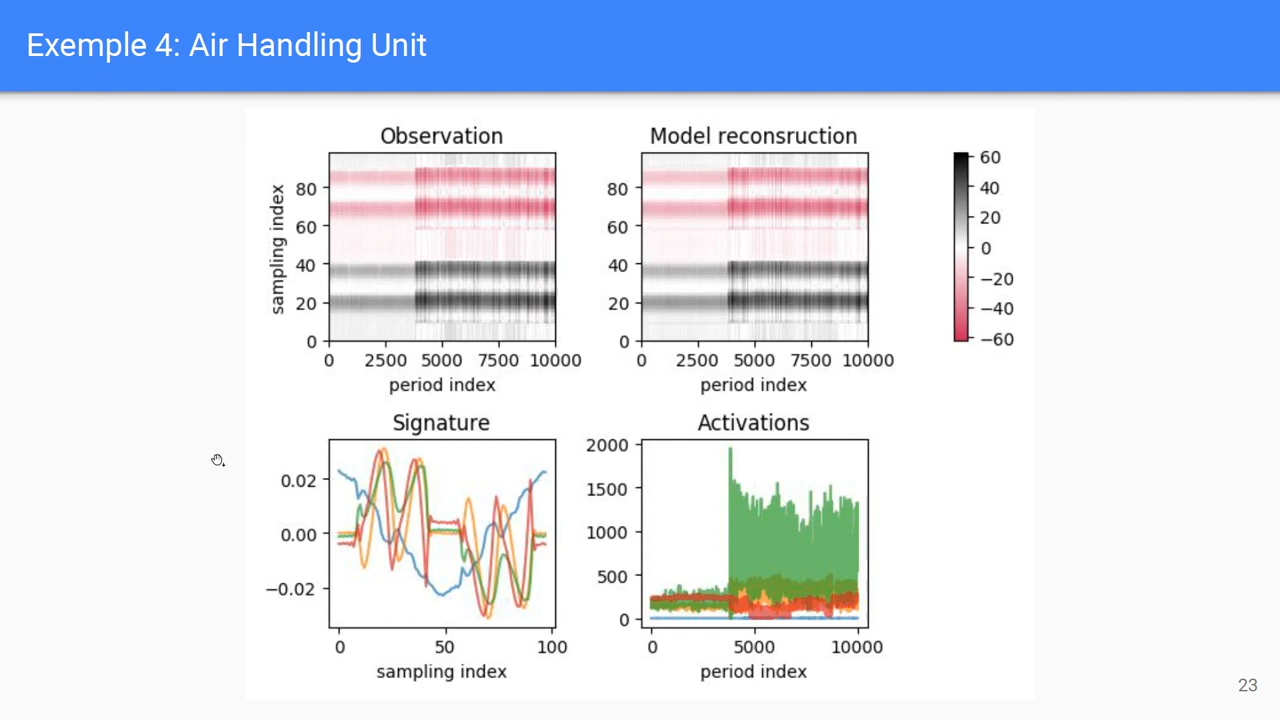 Exemple 4: Air Handling Unit
Observation
Model reconsruction
sampling index
80
60
40
20
0
0 2500 5000 7500 10000
period index
80
60
40
20
0
0 2500 5000 7500 10000
period index
60
40
20
0
−20
−40
−60
Signature
0.02
0.00
−0.02
0 50 100
sampling index
Activations
2000
1500
1000
500
0
0 5000 10000
period index
23